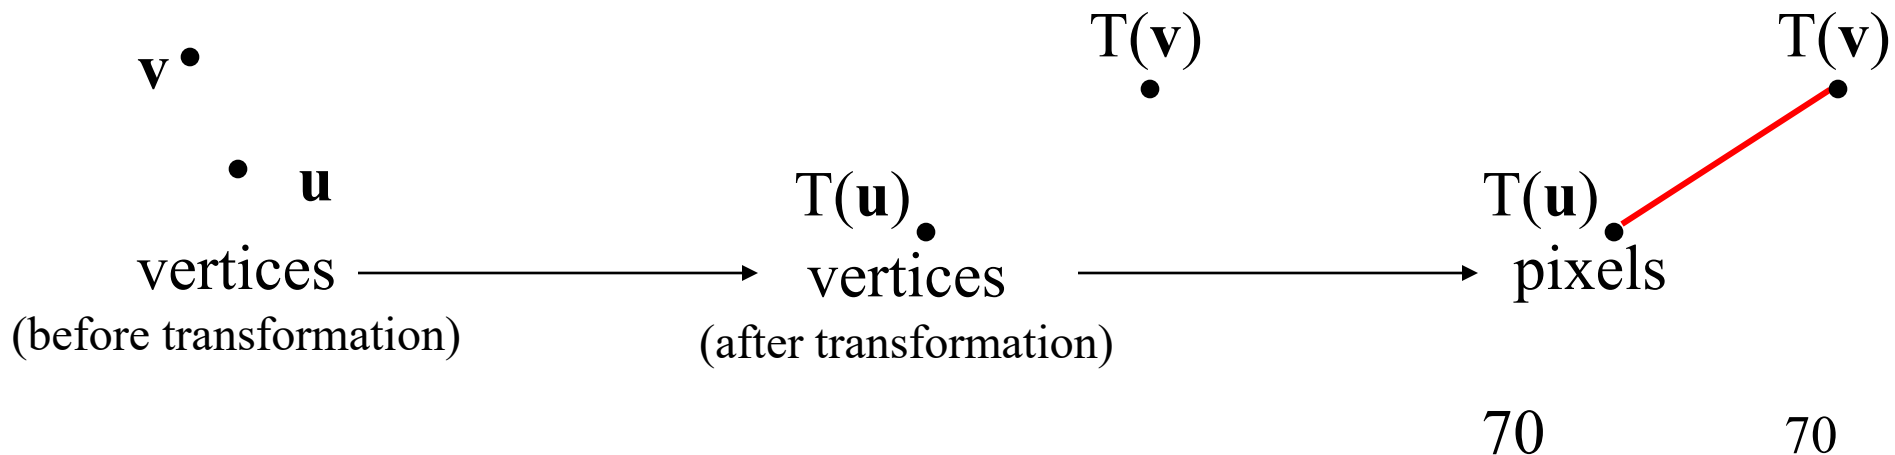 v
u
vertices
(before transformation)
T(v)
T(u)
vertices
(after transformation)
T(v)
T(u)
pixels
70
70